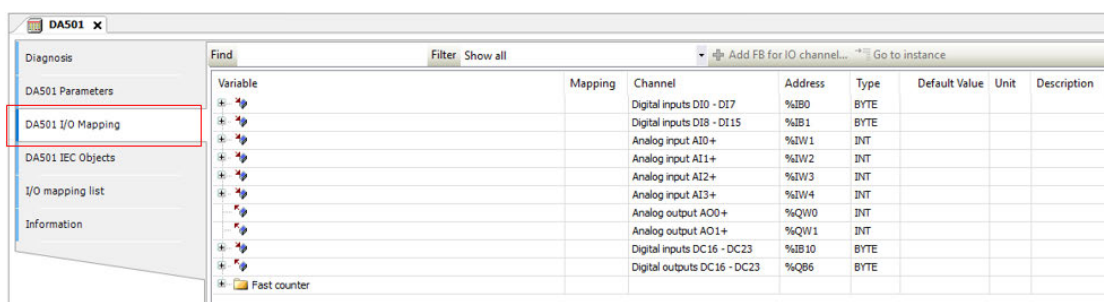 DA501 X
Diagnosis
DA501 Parameters
DA501 I/O Mapping
DA501 IEC Objects
I/O mapping list
Information
Find Filter Show all Add FB for IO channel... Go to instance
Variable Mapping Channel Address Type Default Value Unit Description
Digital inputs DI0 - DI7 %IB0 BYTE
Digital inputs DI8 - DI15 %IB1 BYTE
Analog input AI0+ %IW1 INT
Analog input AI1+ %IW2 INT
Analog input AI2+ %IW3 INT
Analog input AI3+ %IW4 INT
Analog output AO0+ %QW0 INT
Analog output AO1+ %QW1 INT
Digital inputs DC16 - DC23 %IB10 BYTE
Digital outputs DC16 - DC23 %QB6 BYTE
Fast counter